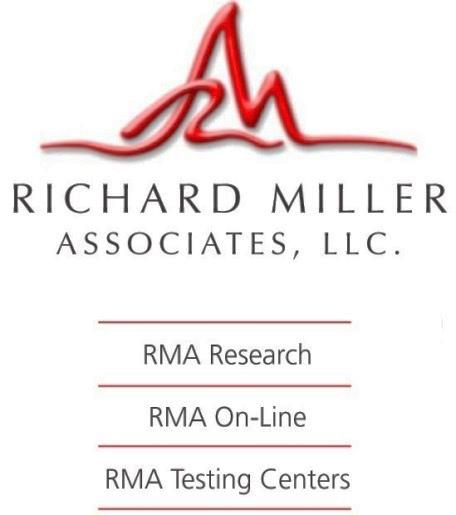 RICHARD MILLER
ASSOCIATES, LLC.
RMA Research
RMA On-Line
RMA Testing Centers